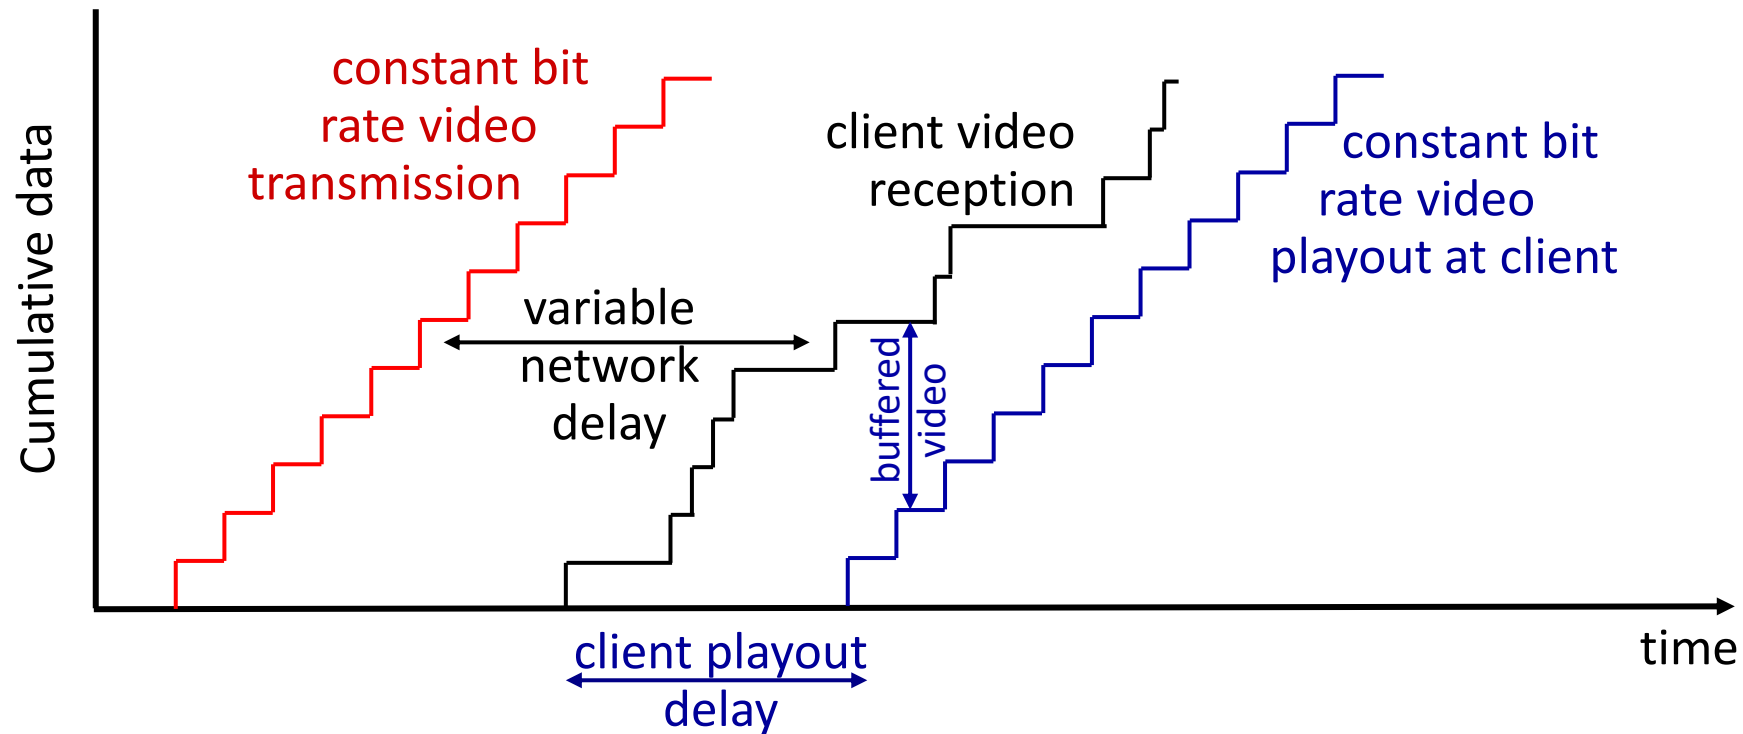 constant bit
rate video
transmission
client video
reception
constant bit
rate video
playout at client
Cumulative data
variable
network
delay
buffered
video
client playout
delay
time